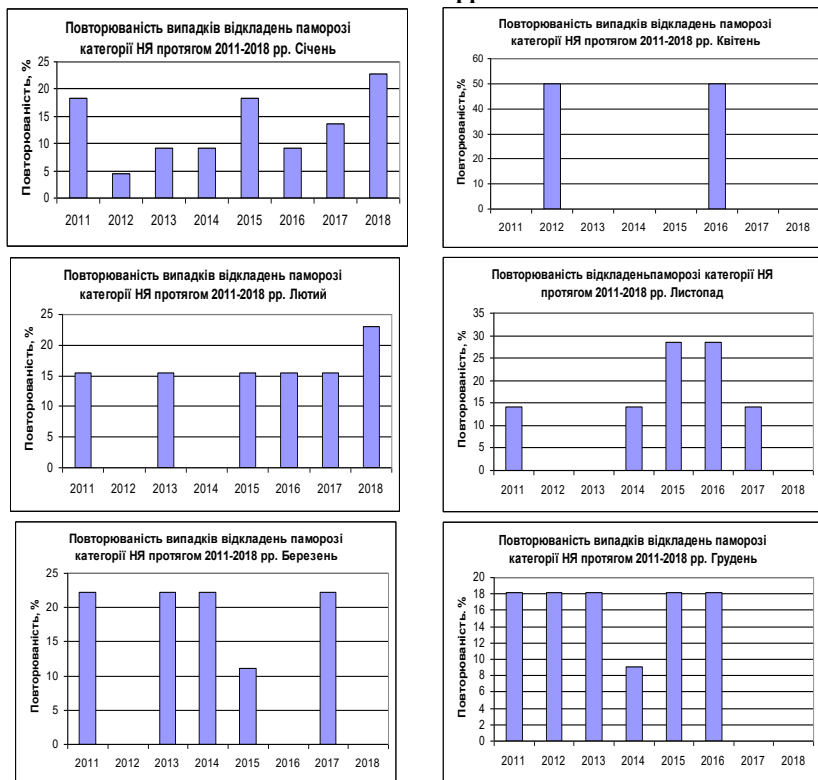 Повторюваність випадків відкладень паморозі
категорії НЯ протягом 2011-2018 рр. Січень
Повторюваність, %
25
20
15
10
5
0
2011 2012 2013 2014 2015 2016 2017 2018
Повторюваність випадків відкладень паморозі
категорії НЯ протягом 2011-2018 рр. Квітень
Повторюваність,%
60
50
40
30
20
10
0
2011 2012 2013 2014 2015 2016 2017 2018
Повторюваність випадків відкладень паморозі
категорії НЯ протягом 2011-2018 рр. Лютий
Повторюваність, %
25
20
15
10
5
0
2011 2012 2013 2014 2015 2016 2017 2018
Повторюваність відкладеньпаморозі категорії НЯ
протягом 2011-2018 рр. Листопад
Повторюваність, %
35
30
25
20
15
10
5
0
2011 2012 2013 2014 2015 2016 2017 2018
Повторюваність випадків відкладень паморозі
категорії НЯ протягом 2011-2018 рр. Березень
Повторюваність, %
25
20
15
10
5
0
2011 2012 2013 2014 2015 2016 2017 2018
Повторюваність випадків відкладень паморозі
категорії НЯ протягом 2011-2018 рр. Грудень
Повторюваність. %
20
18
16
14
12
10
8
6
4
2
0
2011 2012 2013 2014 2015 2016 2017 2018